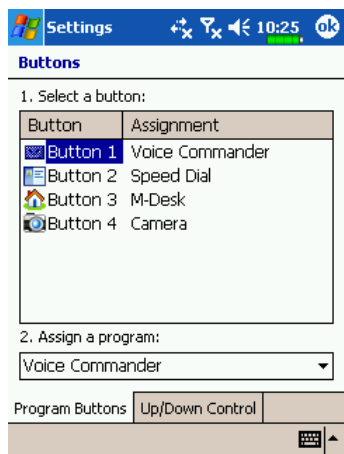 Settings 10:25 ok
Buttons
1. Select a button:
Button Assignment
Button 1 Voice Commander
Button 2 Speed Dial
Button 3 M-Desk
Button 4 Camera
2. Assign a program:
Voice Commander
Program Buttons Up/Down Control